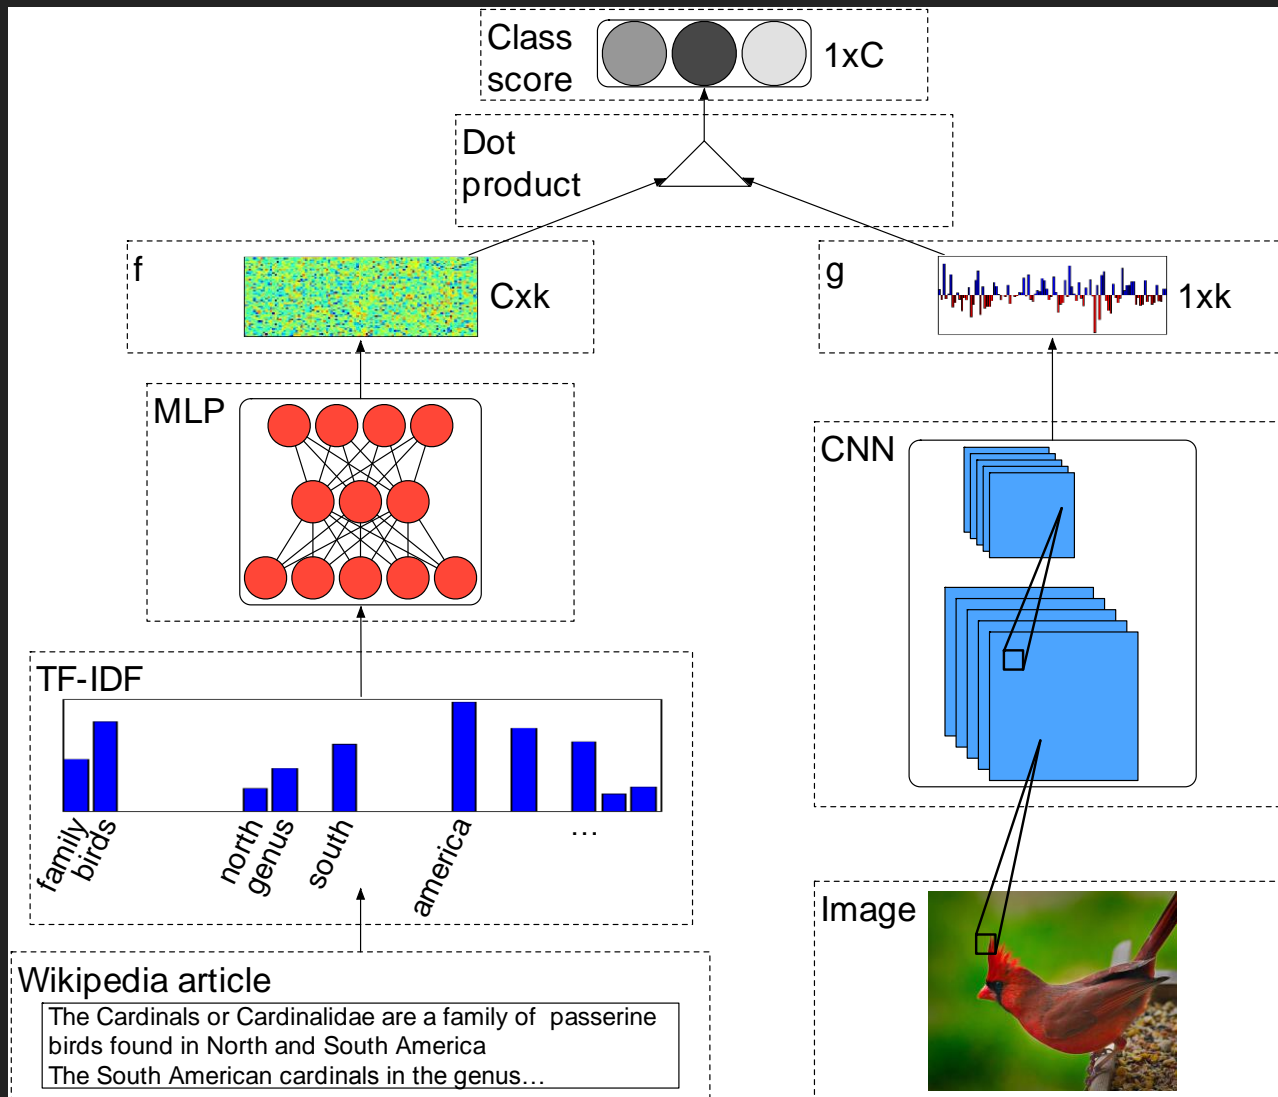 Class
score
1xC
Dot
product
f
Cxk
g
1xk
MLP
CNN
TF-IDF
family
birds
north
genus
south
america
…
Image
Wikipedia article
The Cardinals or Cardinalidae are a family of passerine
birds found in North and South America
The South American cardinals in the genus…